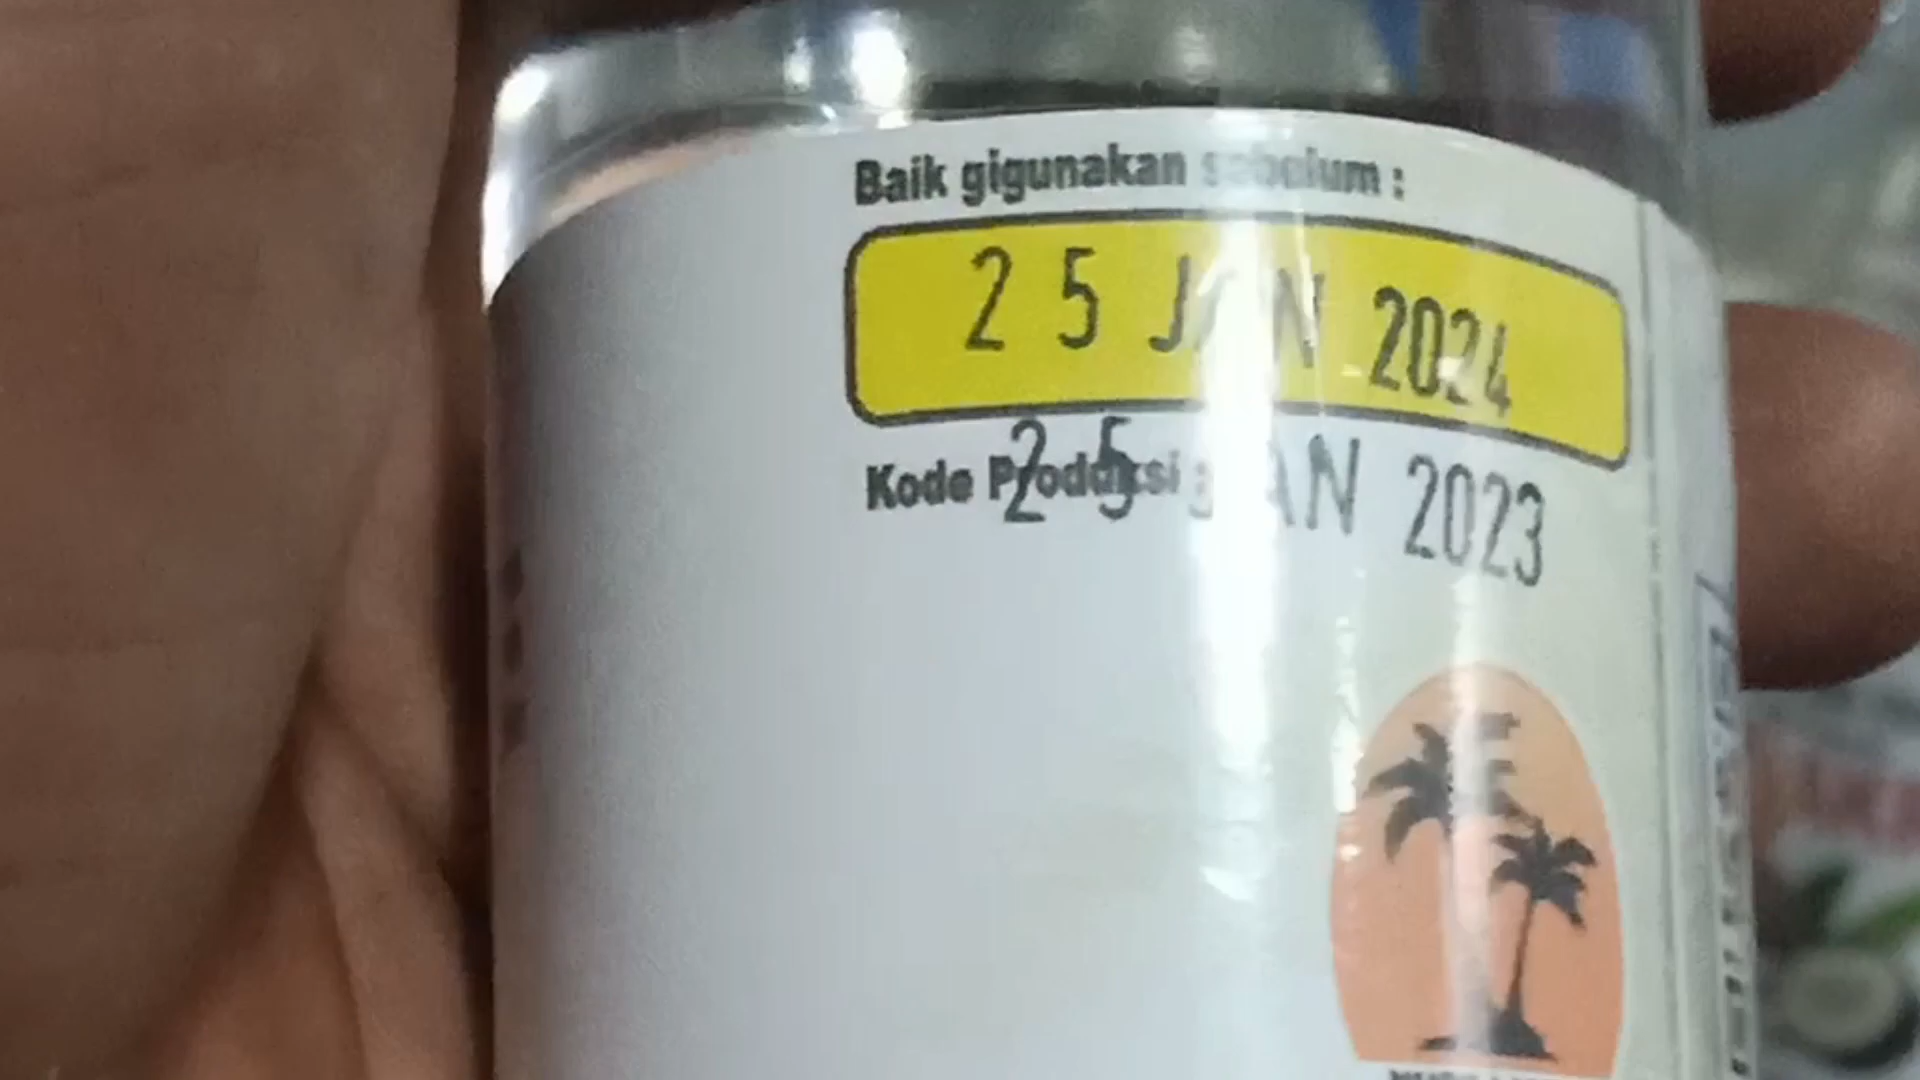 Baik gigunakan sebelum :
25 JAN 2024
Kode Produksi :
25 JAN 2023